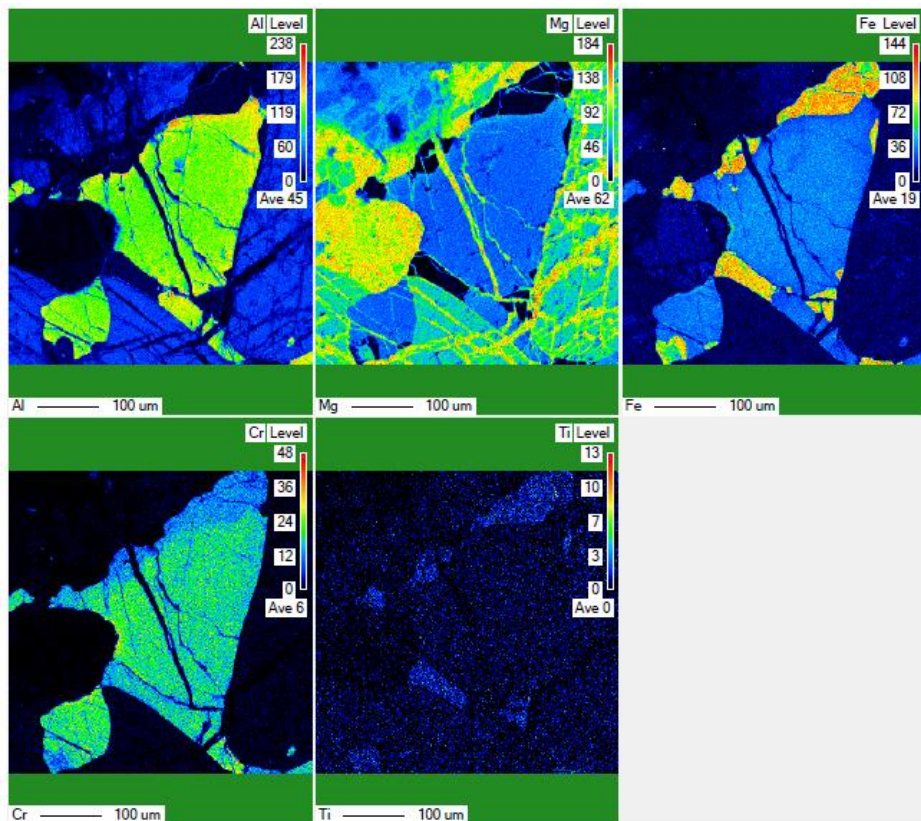 Al Level
238
179
119
60
0
Ave 45
Al 100 um
Mg Level
184
138
92
46
0
Ave 62
Mg 100 um
Fe Level
144
108
72
36
0
Ave 19
Fe 100 um
Cr Level
48
36
24
12
0
Ave 6
Cr 100 um
Ti Level
13
10
7
3
0
Ave 0
Ti 100 um